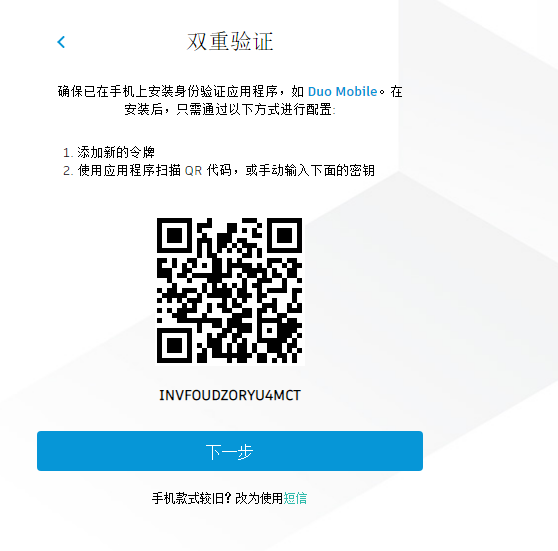 双重验证
确保已在手机上安装身份验证应用程序，如 Duo Mobile。在
安装后，只需通过以下方式进行配置:
1. 添加新的令牌
2. 使用应用程序扫描 QR 代码，或手动输入下面的密钥
INVFOUDZORYU4MCT
下一步
手机款式较旧？改为使用短信